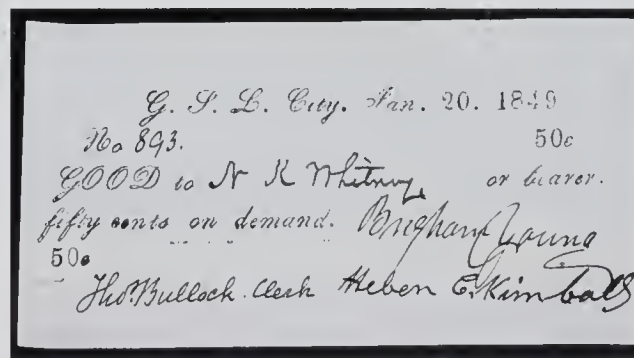 G. S. L. City. Jan. 20. 1849
No 893. 50c
GOOD to N K Whitney or bearer.
fifty cents on demand. Brigham Young
50c
Thos. Bullock. Clerk Heber C. Kimball